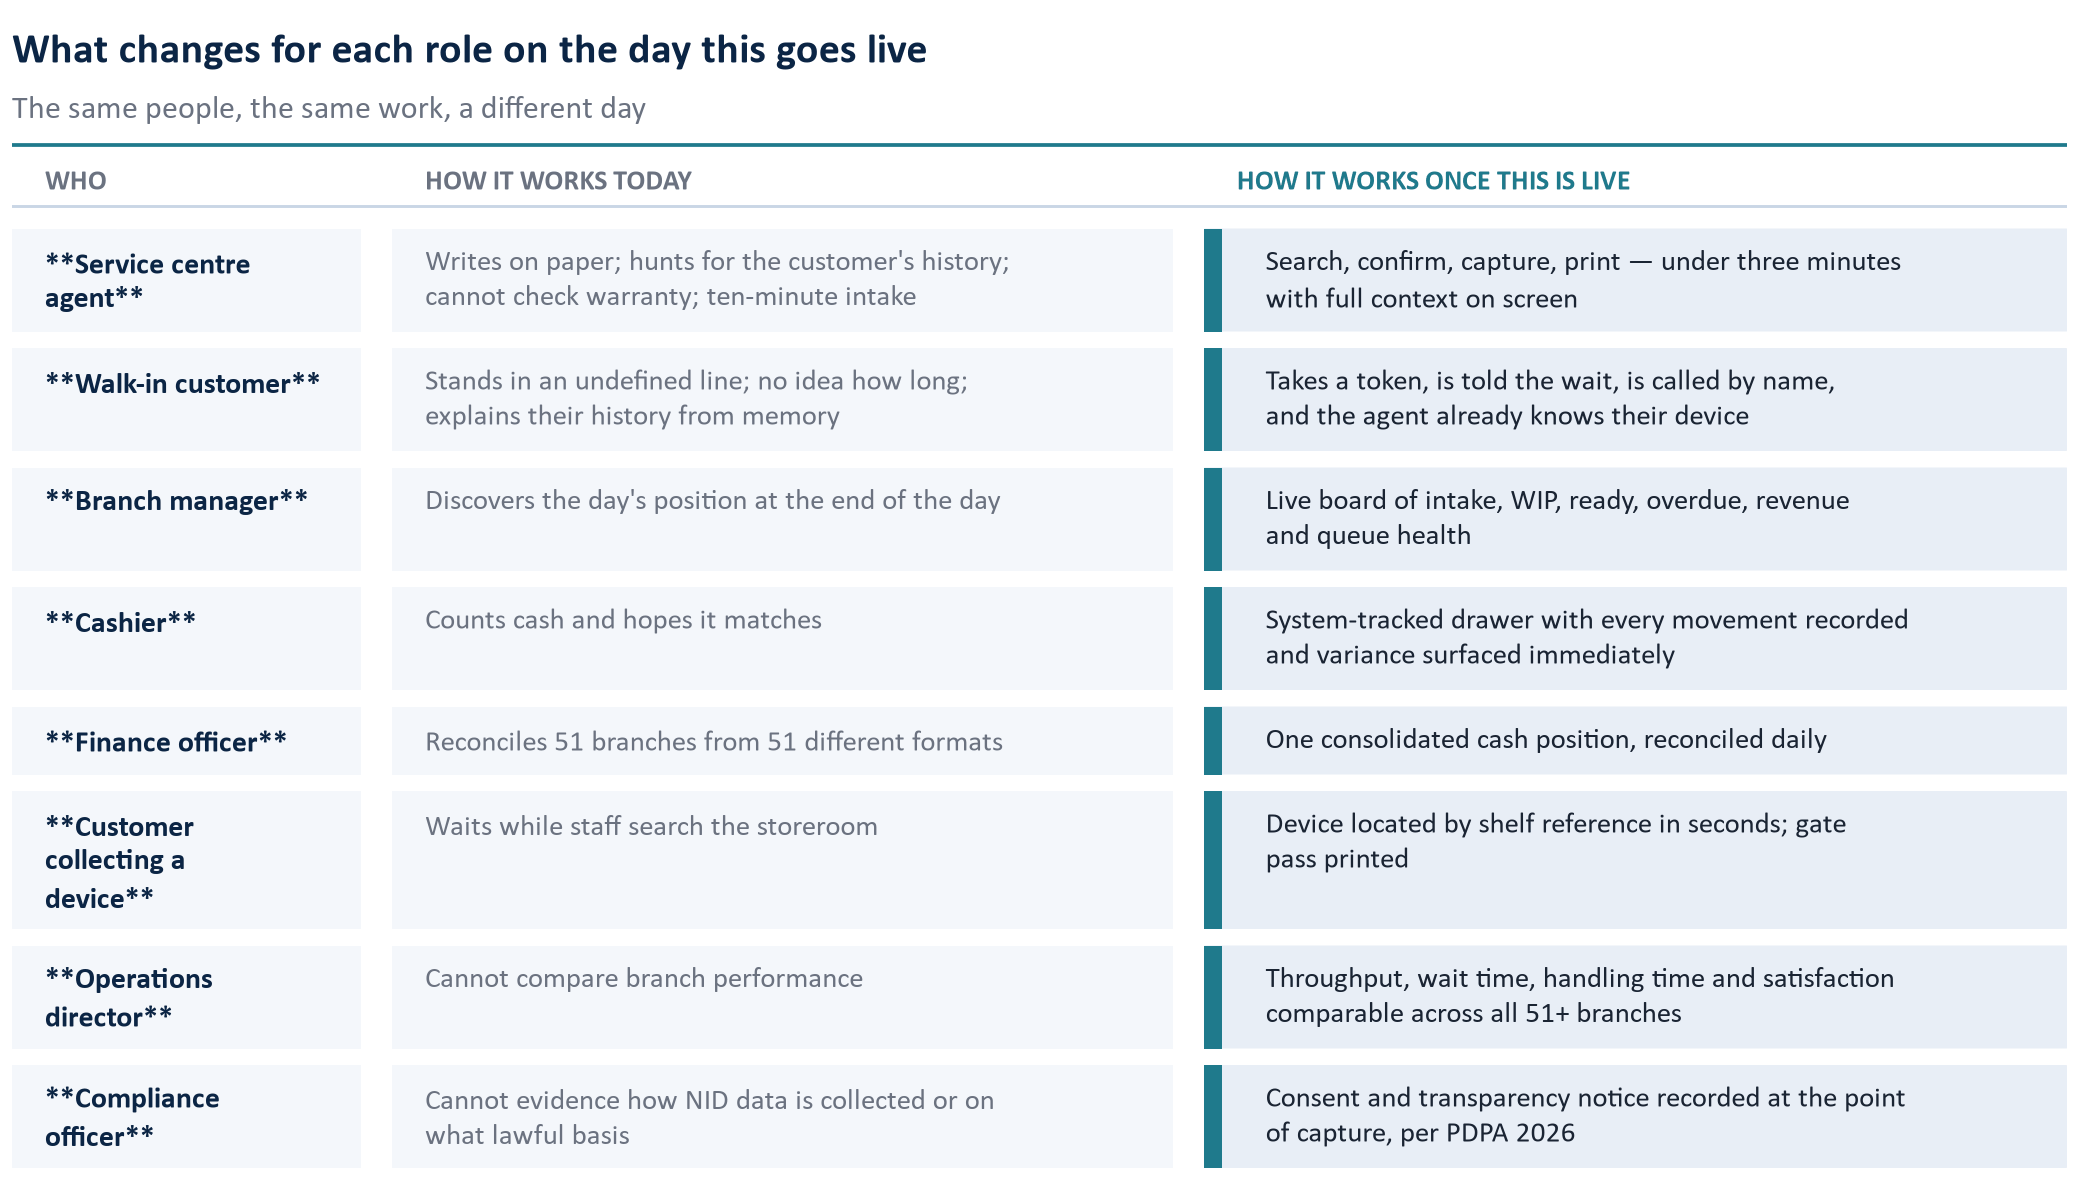 What changes for each role on the day this goes live
The same people, the same work, a different day
WHO
HOW IT WORKS TODAY
HOW IT WORKS ONCE THIS IS LIVE
**Service centre
agent**
Writes on paper; hunts for the customer's history;
cannot check warranty; ten-minute intake
Search, confirm, capture, print — under three minutes
with full context on screen
**Walk-in customer**
Stands in an undefined line; no idea how long;
explains their history from memory
Takes a token, is told the wait, is called by name,
and the agent already knows their device
**Branch manager**
Discovers the day's position at the end of the day
Live board of intake, WIP, ready, overdue, revenue
and queue health
**Cashier**
Counts cash and hopes it matches
System-tracked drawer with every movement recorded
and variance surfaced immediately
**Finance officer**
Reconciles 51 branches from 51 different formats
One consolidated cash position, reconciled daily
**Customer
collecting a
device**
Waits while staff search the storeroom
Device located by shelf reference in seconds; gate
pass printed
**Operations
director**
Cannot compare branch performance
Throughput, wait time, handling time and satisfaction
comparable across all 51+ branches
**Compliance
officer**
Cannot evidence how NID data is collected or on
what lawful basis
Consent and transparency notice recorded at the point
of capture, per PDPA 2026